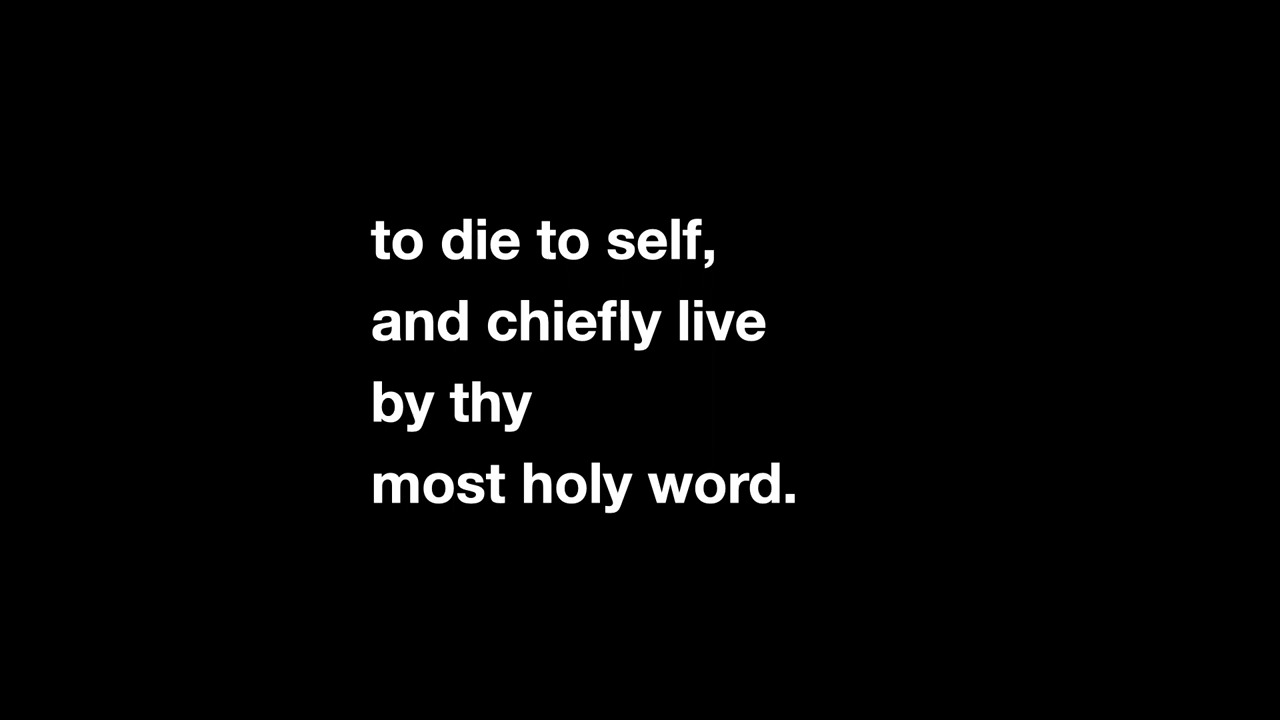 to die to self,
and chiefly live
by thy
most holy word.